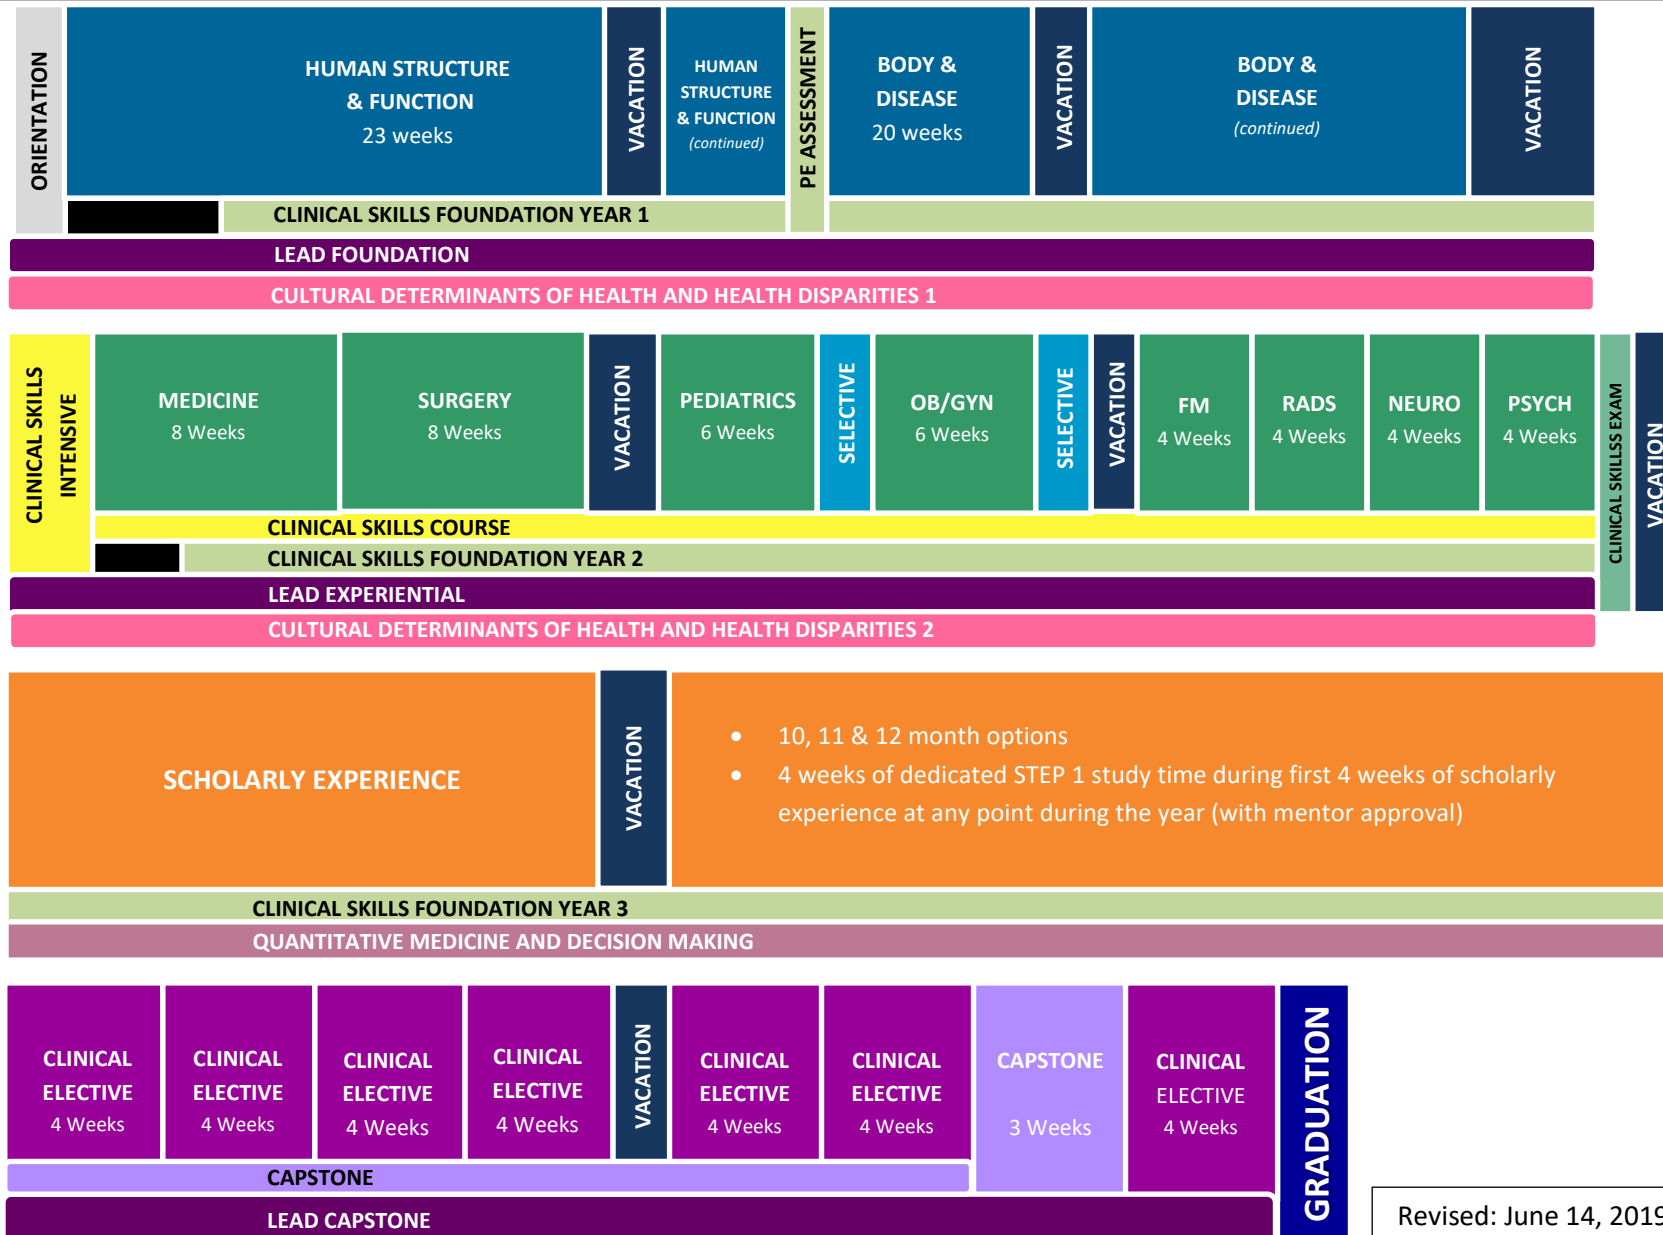 ORIENTATION
HUMAN STRUCTURE
& FUNCTION
23 weeks
VACATION
HUMAN
STRUCTURE
& FUNCTION
(continued)
PE ASSESSMENT
BODY &
DISEASE
20 weeks
VACATION
BODY &
DISEASE
(continued)
VACATION
CLINICAL SKILLS FOUNDATION YEAR 1
LEAD FOUNDATION
CULTURAL DETERMINANTS OF HEALTH AND HEALTH DISPARITIES 1
CLINICAL SKILLS
INTENSIVE
MEDICINE
8 Weeks
SURGERY
8 Weeks
VACATION
PEDIATRICS
6 Weeks
SELECTIVE
OB/GYN
6 Weeks
SELECTIVE
VACATION
FM
4 Weeks
RADS
4 Weeks
NEURO
4 Weeks
PSYCH
4 Weeks
CLINICAL SKILLSS EXAM
VACATION
CLINICAL SKILLS COURSE
CLINICAL SKILLS FOUNDATION YEAR 2
LEAD EXPERIENTIAL
CULTURAL DETERMINANTS OF HEALTH AND HEALTH DISPARITIES 2
SCHOLARLY EXPERIENCE
VACATION
• 10, 11 & 12 month options
• 4 weeks of dedicated STEP 1 study time during first 4 weeks of scholarly
experience at any point during the year (with mentor approval)
CLINICAL SKILLS FOUNDATION YEAR 3
QUANTITATIVE MEDICINE AND DECISION MAKING
CLINICAL
ELECTIVE
4 Weeks
CLINICAL
ELECTIVE
4 Weeks
CLINICAL
ELECTIVE
4 Weeks
CLINICAL
ELECTIVE
4 Weeks
VACATION
CLINICAL
ELECTIVE
4 Weeks
CLINICAL
ELECTIVE
4 Weeks
CAPSTONE
3 Weeks
CLINICAL
ELECTIVE
4 Weeks
GRADUATION
CAPSTONE
LEAD CAPSTONE
Revised: June 14, 2019